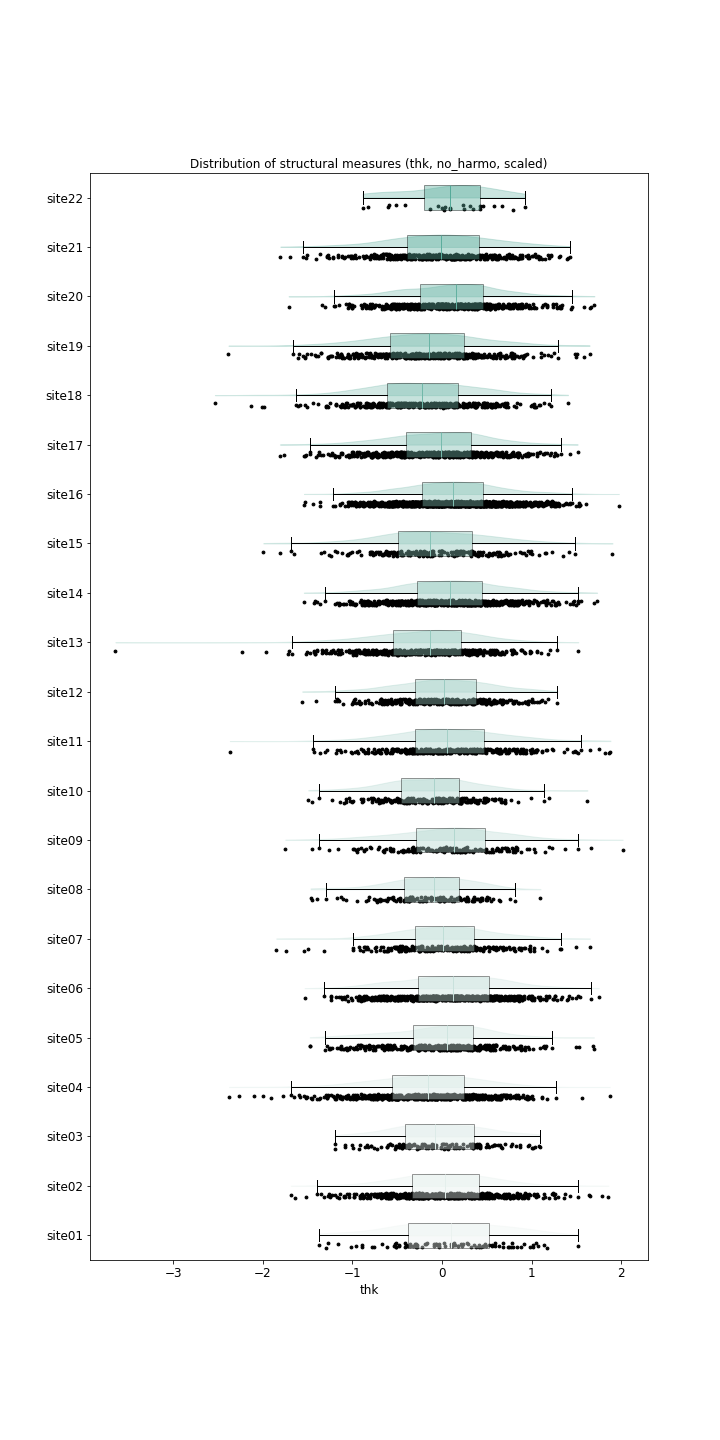 Distribution of structural measures (thk, no_harmo, scaled)
site22
site21
site20
site19
site18
site17
site16
site15
site14
site13
site12
site11
site10
site09
site08
site07
site06
site05
site04
site03
site02
site01
−3 −2 −1 0 1 2
thk